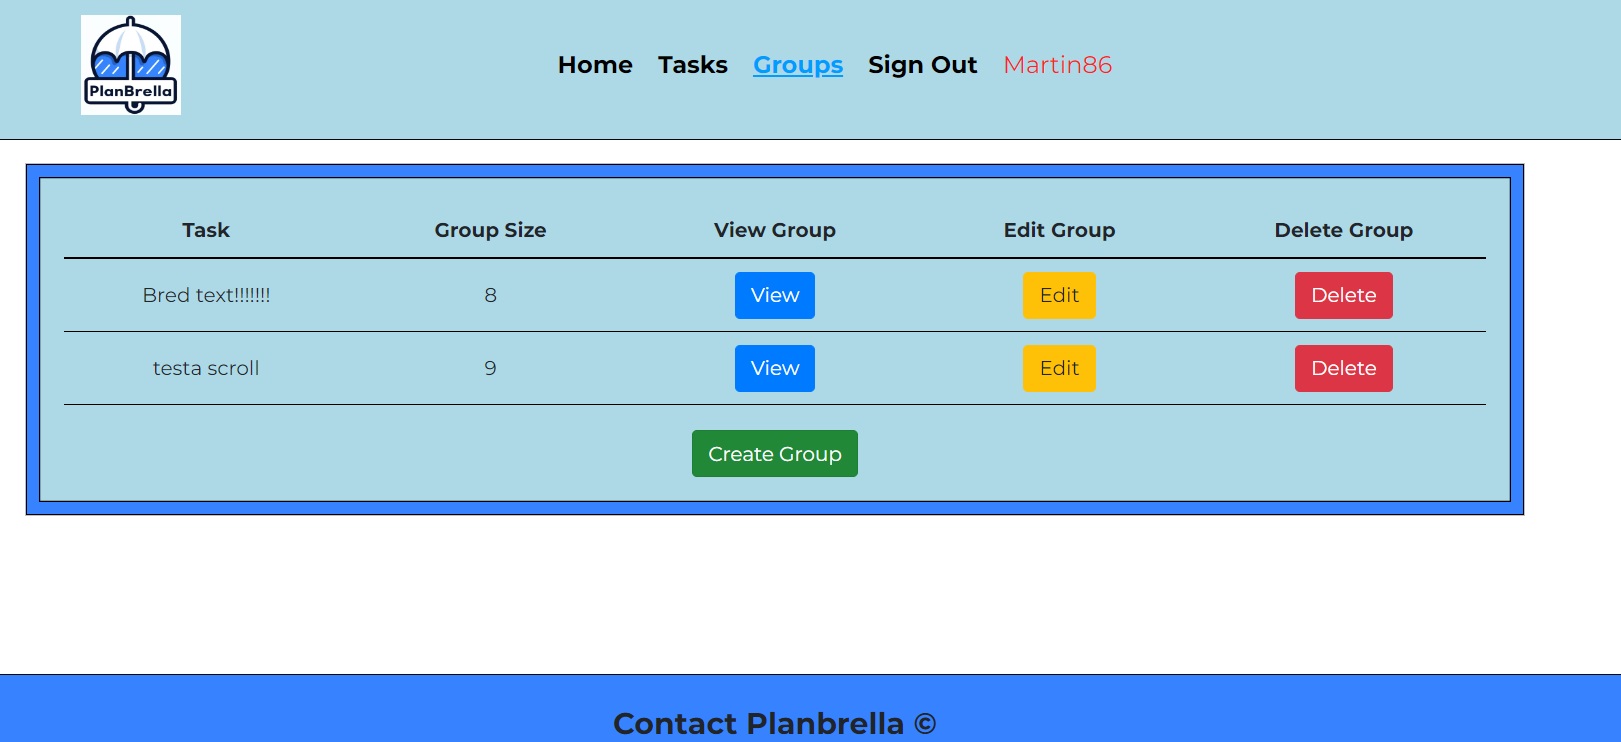 PlanBrella
Home Tasks Groups Sign Out Martin86
Task Group Size View Group Edit Group Delete Group
Bred text!!!!!!! 8 View Edit Delete
testa scroll 9 View Edit Delete
Create Group
Contact Planbrella ©